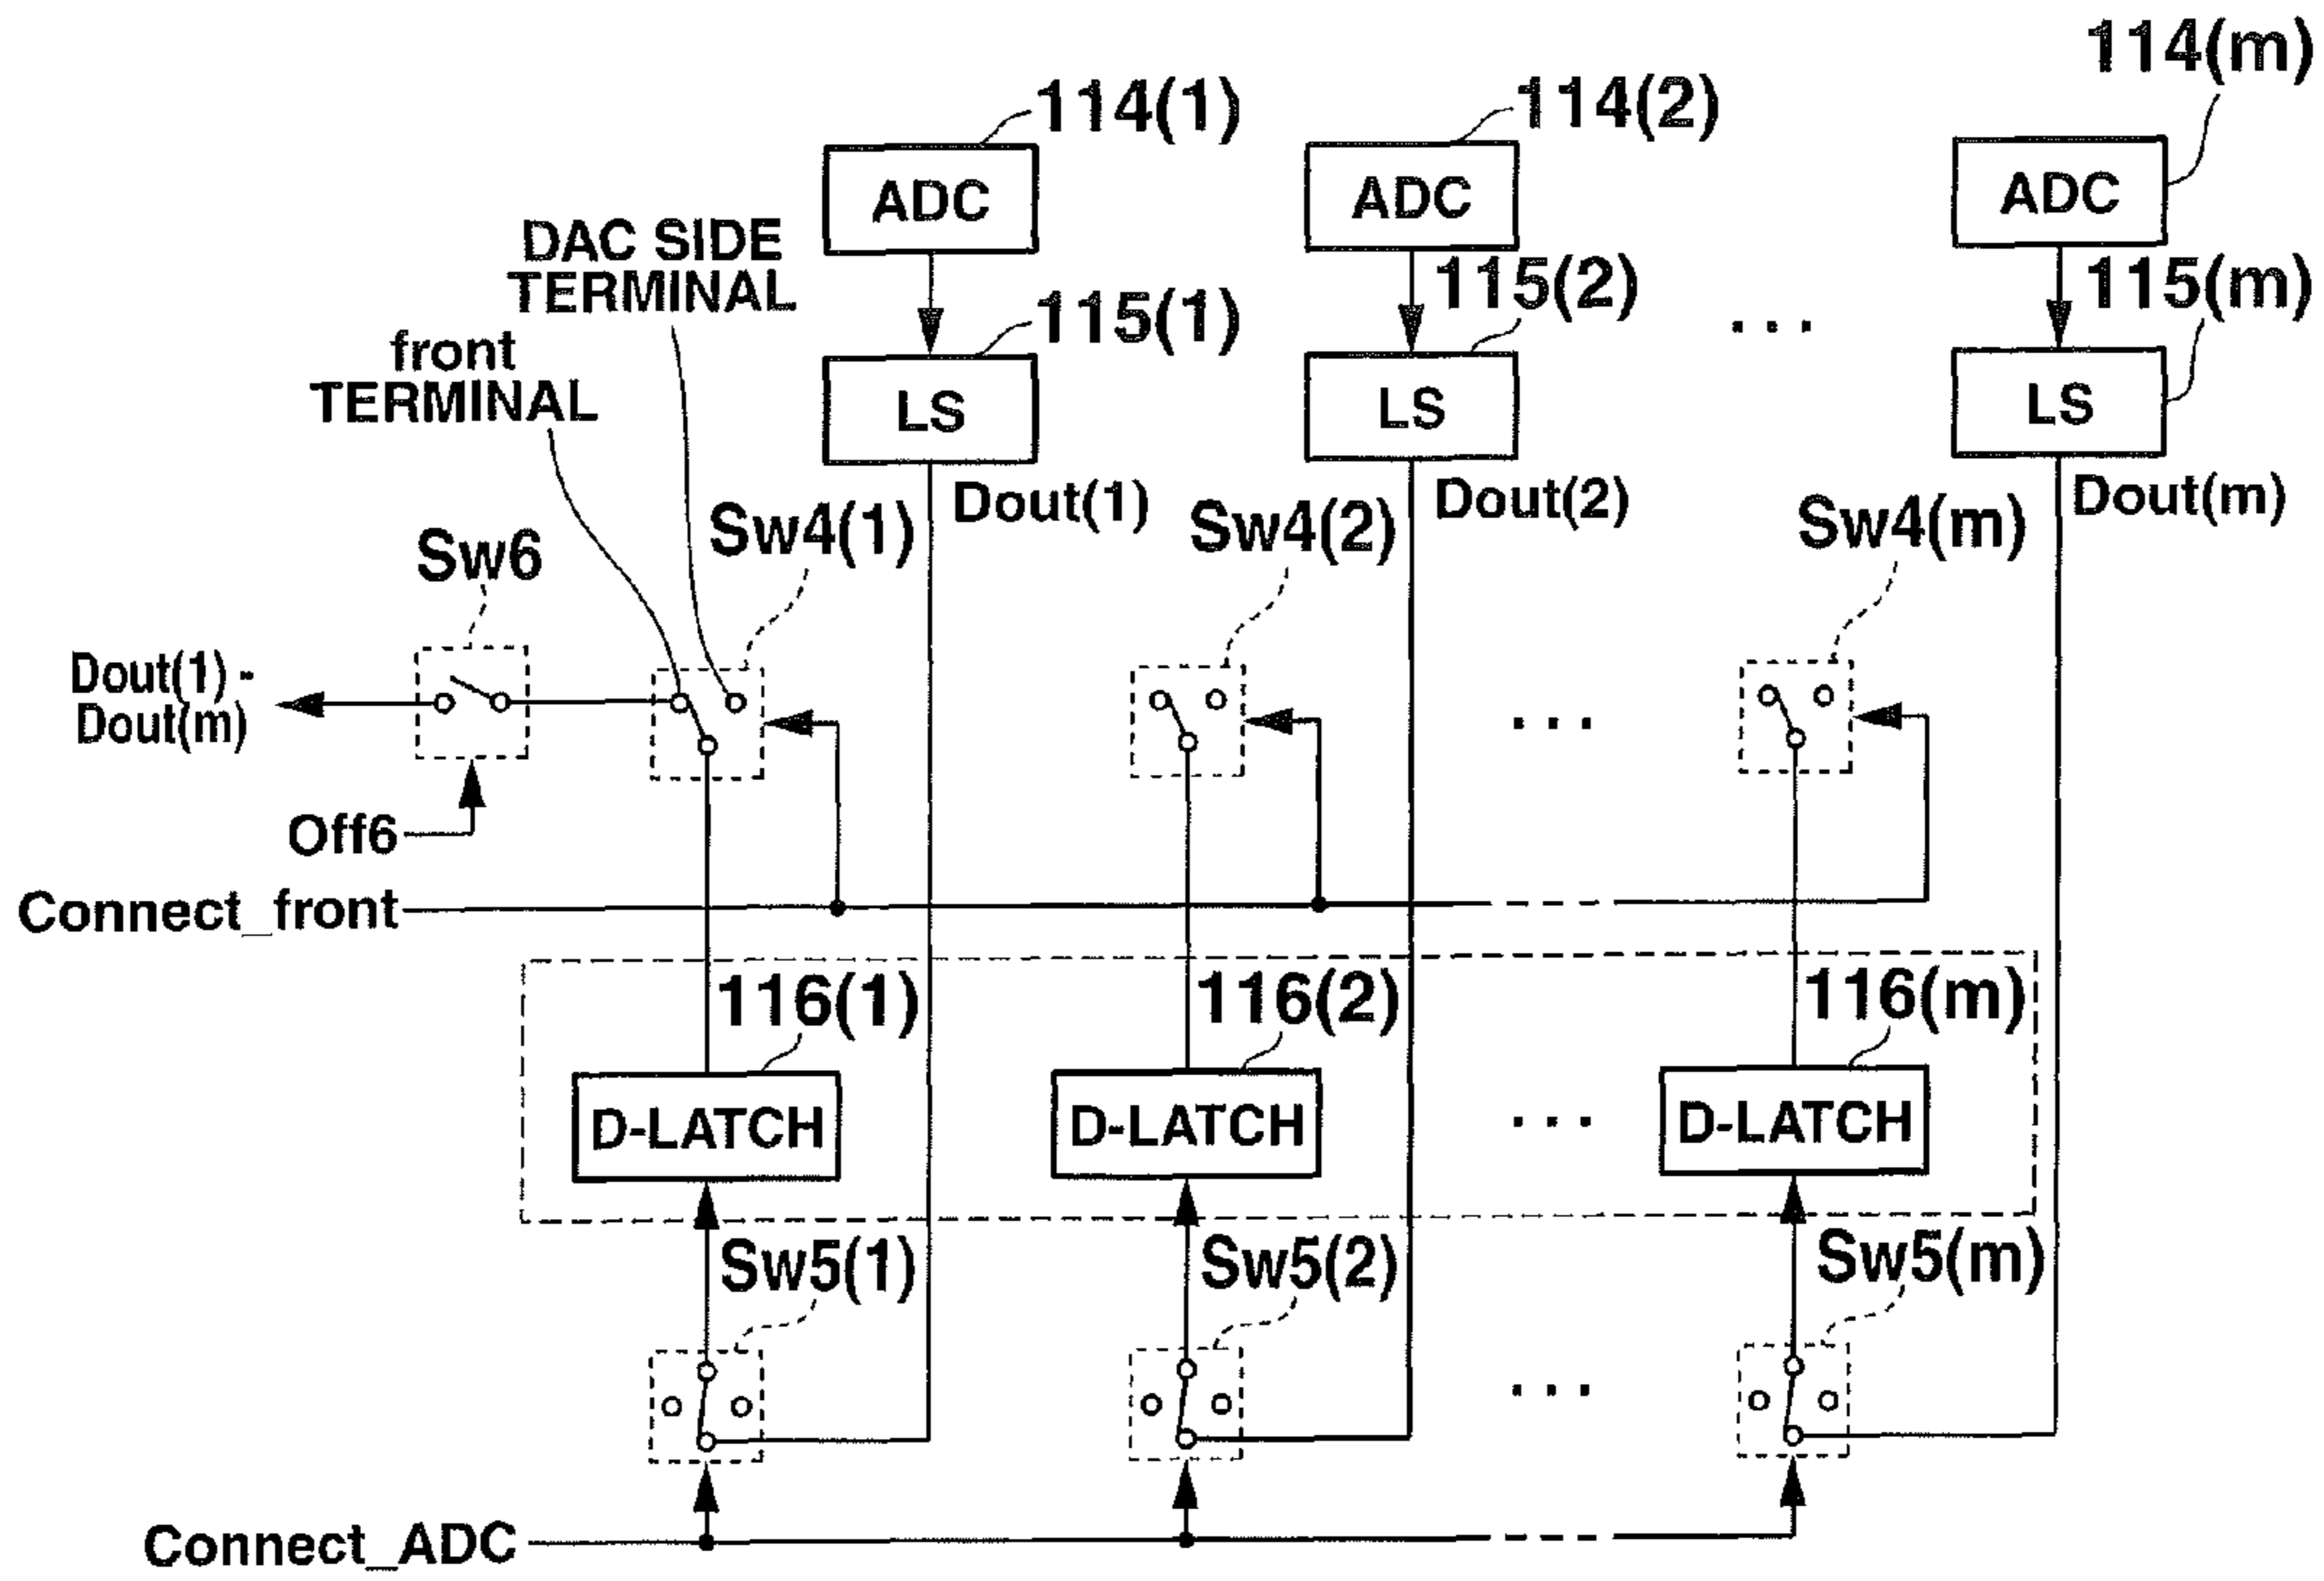 114(1)
114(2)
114(m)
ADC
ADC
ADC
DAC SIDE
TERMINAL
115(1)
115(2)
115(m)
front
TERMINAL
LS
LS
LS
...
Dout(1)
Dout(2)
Dout(m)
Sw6
Sw4(1)
Sw4(2)
Sw4(m)
Dout(1) -
Dout(m)
...
Off6
Connect_front
116(1)
116(2)
116(m)
D-LATCH
D-LATCH
...
D-LATCH
Sw5(1)
Sw5(2)
Sw5(m)
...
Connect_ADC